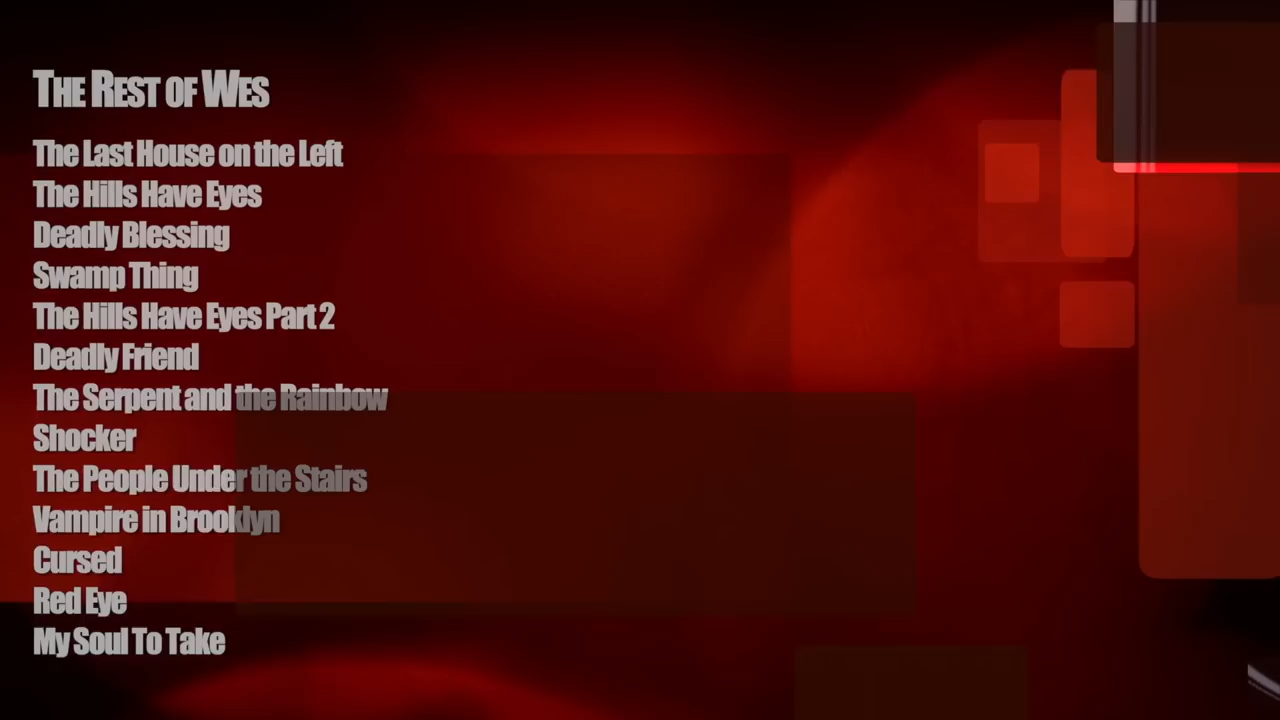 The Rest of Wes
The Last House on the Left
The Hills Have Eyes
Deadly Blessing
Swamp Thing
The Hills Have Eyes Part 2
Deadly Friend
The Serpent and the Rainbow
Shocker
The People Under the Stairs
Vampire in Brooklyn
Cursed
Red Eye
My Soul To Take